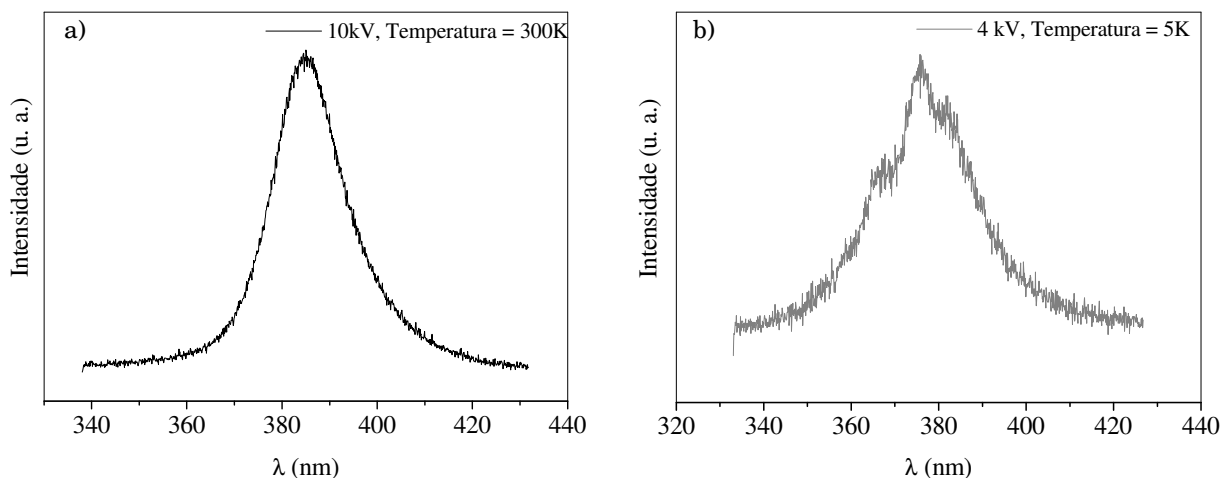 a)
10kV, Temperatura = 300K
Intensidade (u. a.)
340 360 380 400 420 440
λ (nm)
b)
4 kV, Temperatura = 5K
Intensidade (u. a.)
320 340 360 380 400 420 440
λ (nm)